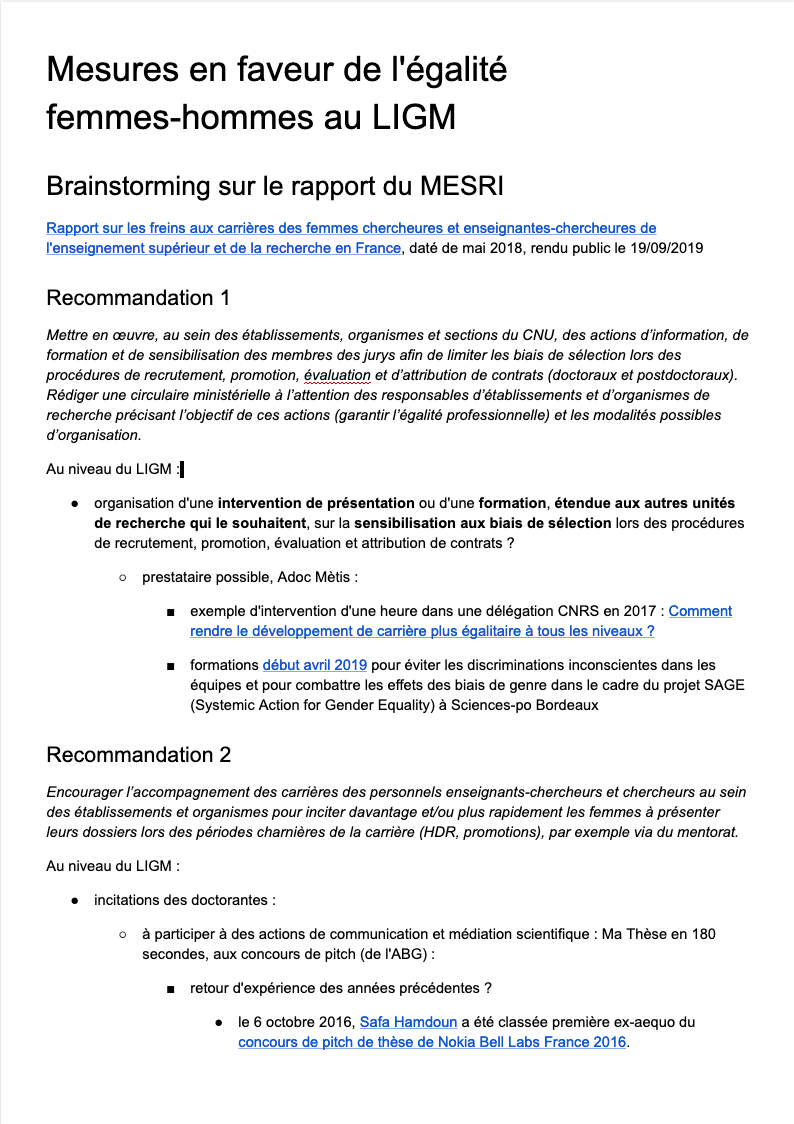 Mesures en faveur de l'égalité
femmes-hommes au LIGM
Brainstorming sur le rapport du MESRI
Rapport sur les freins aux carrières des femmes chercheures et enseignantes-chercheures de
l'enseignement supérieur et de la recherche en France, daté de mai 2018, rendu public le 19/09/2019
Recommandation 1
Mettre en œuvre, au sein des établissements, organismes et sections du CNU, des actions d’information, de
formation et de sensibilisation des membres des jurys afin de limiter les biais de sélection lors des
procédures de recrutement, promotion, évaluation et d’attribution de contrats (doctoraux et postdoctoraux).
Rédiger une circulaire ministérielle à l’attention des responsables d’établissements et d’organismes de
recherche précisant l’objectif de ces actions (garantir l’égalité professionnelle) et les modalités possibles
d’organisation.
Au niveau du LIGM :
● organisation d'une intervention de présentation ou d'une formation, étendue aux autres unités
de recherche qui le souhaitent, sur la sensibilisation aux biais de sélection lors des procédures
de recrutement, promotion, évaluation et attribution de contrats ?
○ prestataire possible, Adoc Mètis :
■ exemple d'intervention d'une heure dans une délégation CNRS en 2017 : Comment
rendre le développement de carrière plus égalitaire à tous les niveaux ?
■ formations début avril 2019 pour éviter les discriminations inconscientes dans les
équipes et pour combattre les effets des biais de genre dans le cadre du projet SAGE
(Systemic Action for Gender Equality) à Sciences-po Bordeaux
Recommandation 2
Encourager l’accompagnement des carrières des personnels enseignants-chercheurs et chercheurs au sein
des établissements et organismes pour inciter davantage et/ou plus rapidement les femmes à présenter
leurs dossiers lors des périodes charnières de la carrière (HDR, promotions), par exemple via du mentorat.
Au niveau du LIGM :
● incitations des doctorantes :
○ à participer à des actions de communication et médiation scientifique : Ma Thèse en 180
secondes, aux concours de pitch (de l'ABG) :
■ retour d'expérience des années précédentes ?
● le 6 octobre 2016, Safa Hamdoun a été classée première ex-aequo du
concours de pitch de thèse de Nokia Bell Labs France 2016.